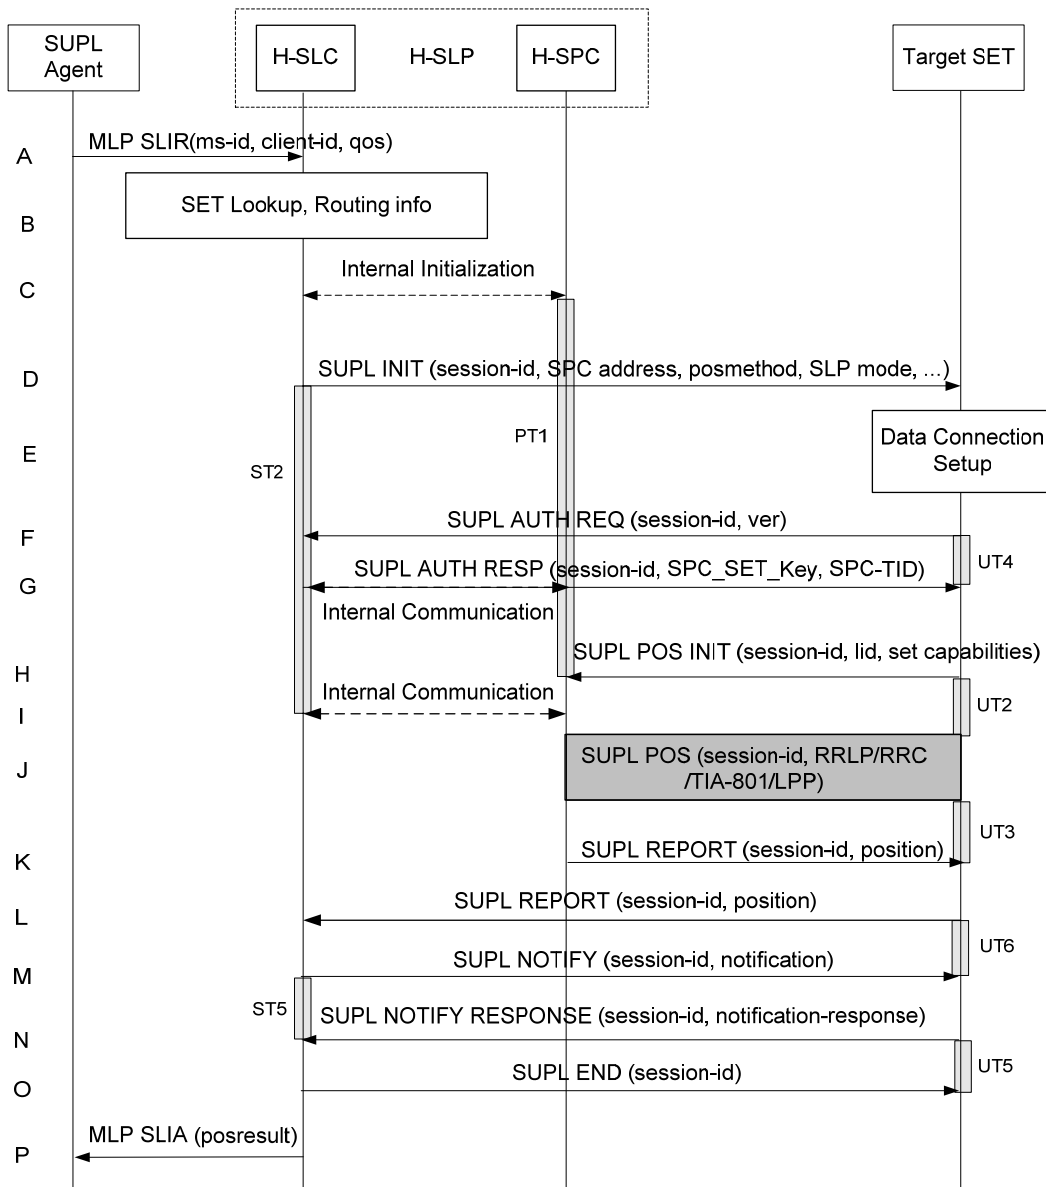 SUPL
Agent
H-SLC
H-SLP
H-SPC
Target SET
A
MLP SLIR(ms-id, client-id, qos)
B
SET Lookup, Routing info
C
Internal Initialization
D
SUPL INIT (session-id, SPC address, posmethod, SLP mode, ...)
E
ST2
PT1
Data Connection
Setup
F
SUPL AUTH REQ (session-id, ver)
UT4
G
SUPL AUTH RESP (session-id, SPC_SET_Key, SPC-TID)
Internal Communication
H
SUPL POS INIT (session-id, lid, set capabilities)
I
Internal Communication
UT2
J
SUPL POS (session-id, RRLP/RRC
/TIA-801/LPP)
UT3
K
SUPL REPORT (session-id, position)
L
SUPL REPORT (session-id, position)
UT6
M
SUPL NOTIFY (session-id, notification)
ST5
N
SUPL NOTIFY RESPONSE (session-id, notification-response)
UT5
O
SUPL END (session-id)
P
MLP SLIA (posresult)